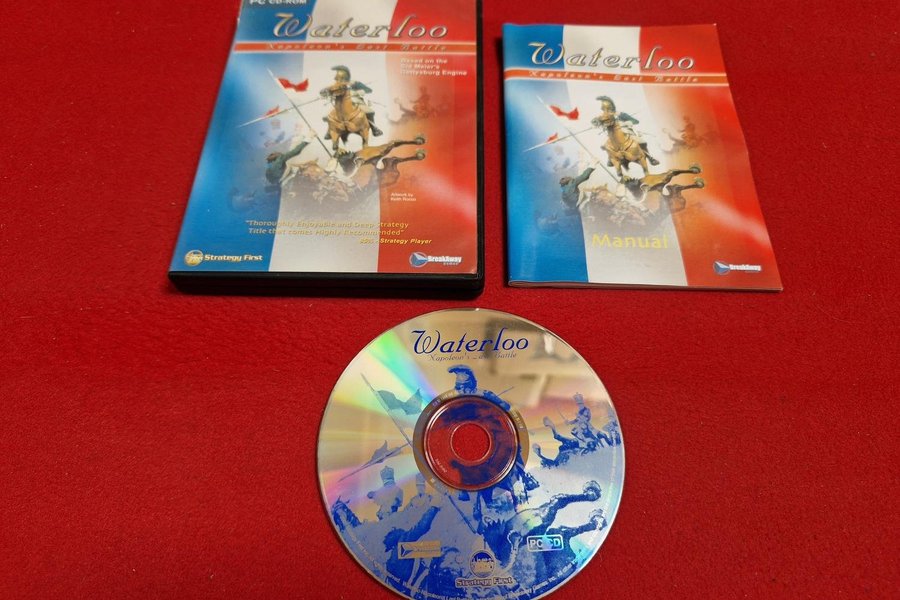 PC CD-ROM
Waterloo
Napoleon's Last Battle
Based on the
Sid Meier's
Gettysburg Engine
Artwork by
Keith Rocco
"Thoroughly Enjoyable and Deep Strategy
Title that comes Highly Recommended"
Strategy Player
Strategy First
BreakAway
GAMES
Waterloo
Napoleon's Last Battle
Manual
BreakAway
GAMES
Waterloo
Napoleon's Last Battle
PC CD
Strategy First